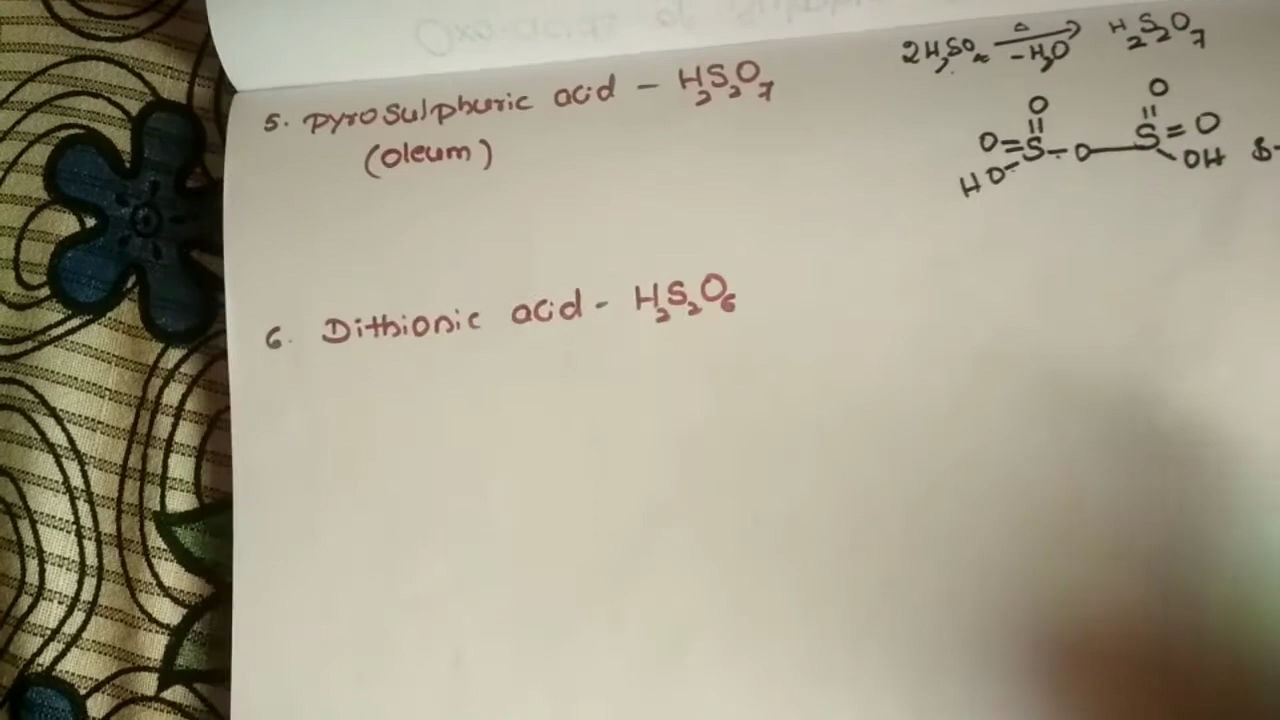 2H₂SO₄ —Δ/−H₂O→ H₂S₂O₇
5. Pyrosulphuric acid - H₂S₂O₇
(Oleum)
O O
O=S-O-S=O
HO OH
6. Dithionic acid - H₂S₂O₆